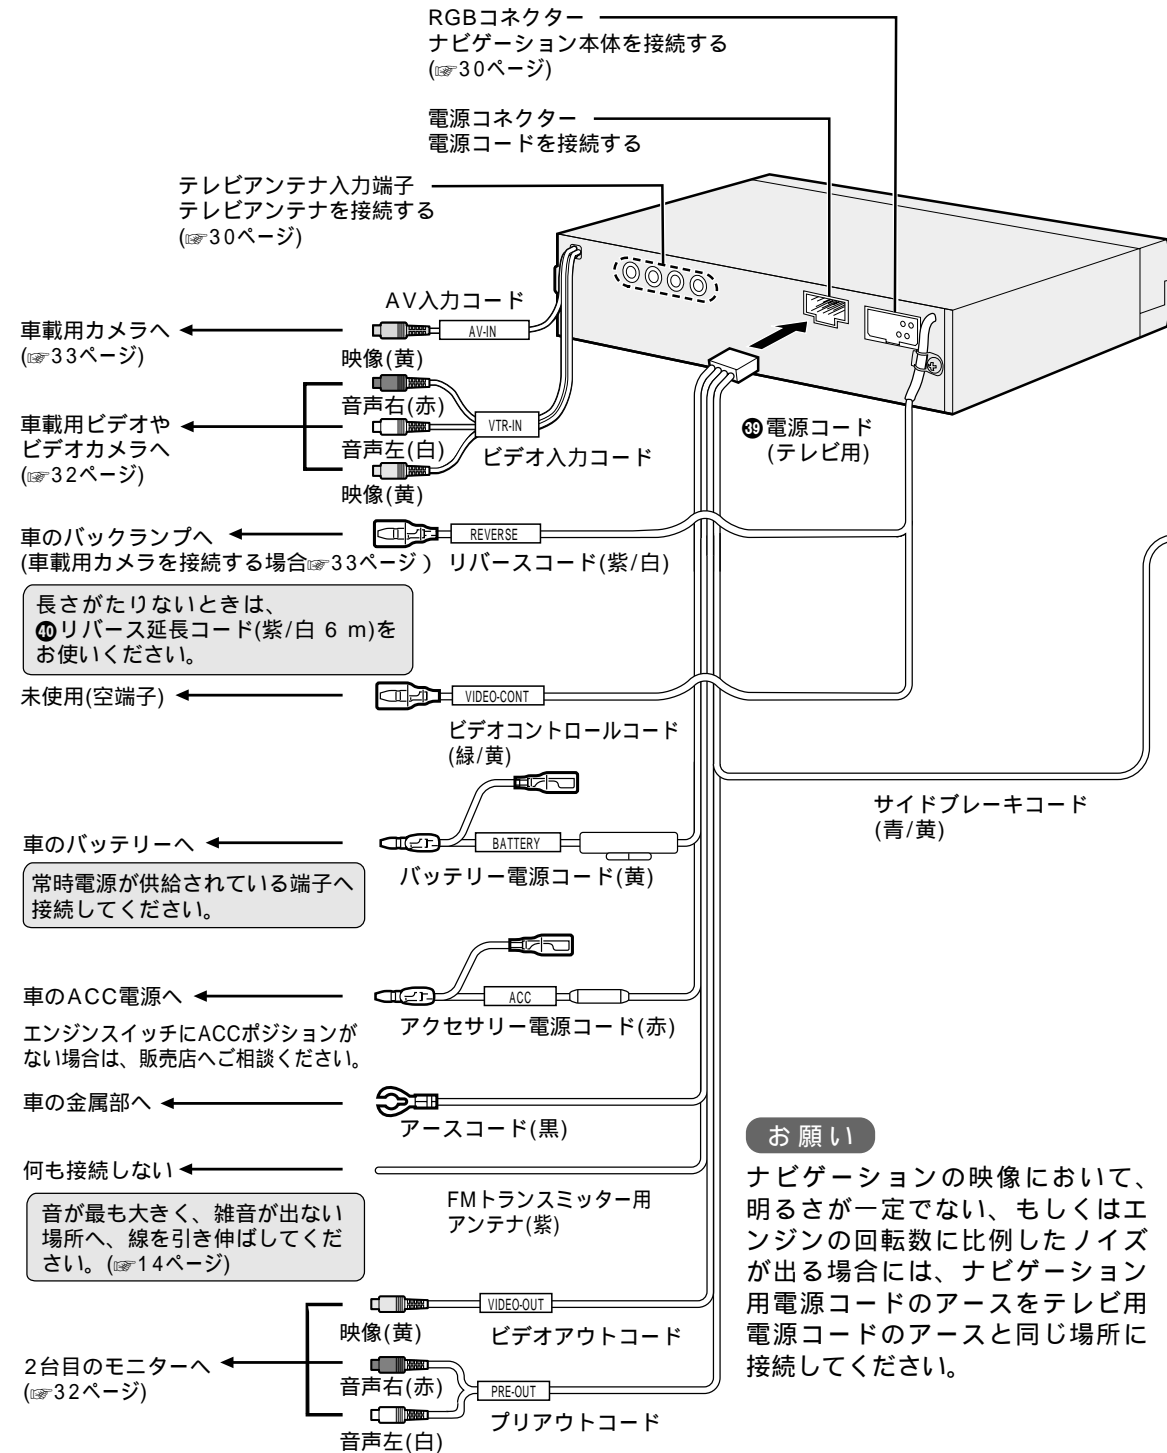 RGBコネクター
ナビゲーション本体を接続する
(☞30ページ)
電源コネクター
電源コードを接続する
テレビアンテナ入力端子
テレビアンテナを接続する
(☞30ページ)
AV入力コード
車載用カメラへ
(☞33ページ)
AV-IN
映像(黄)
音声右(赤)
車載用ビデオや
ビデオカメラへ
(☞32ページ)
VTR-IN
音声左(白)
ビデオ入力コード
映像(黄)
㊴電源コード
(テレビ用)
車のバックランプへ
(車載用カメラを接続する場合☞33ページ)
REVERSE
リバースコード(紫/白)
長さがたりないときは、
㊵リバース延長コード(紫/白 6 m)を
お使いください。
未使用(空端子)
VIDEO-CONT
ビデオコントロールコード
(緑/黄)
サイドブレーキコード
(青/黄)
車のバッテリーへ
BATTERY
バッテリー電源コード(黄)
常時電源が供給されている端子へ
接続してください。
車のACC電源へ
ACC
アクセサリー電源コード(赤)
エンジンスイッチにACCポジションが
ない場合は、販売店へご相談ください。
車の金属部へ
アースコード(黒)
何も接続しない
FMトランスミッター用
アンテナ(紫)
音が最も大きく、雑音が出ない
場所へ、線を引き伸ばしてくだ
さい。(☞14ページ)
VIDEO-OUT
映像(黄)
ビデオアウトコード
2台目のモニターへ
(☞32ページ)
音声右(赤)
PRE-OUT
プリアウトコード
音声左(白)
お願い
ナビゲーションの映像において、
明るさが一定でない、もしくはエ
ンジンの回転数に比例したノイズ
が出る場合には、ナビゲーション
用電源コードのアースをテレビ用
電源コードのアースと同じ場所に
接続してください。